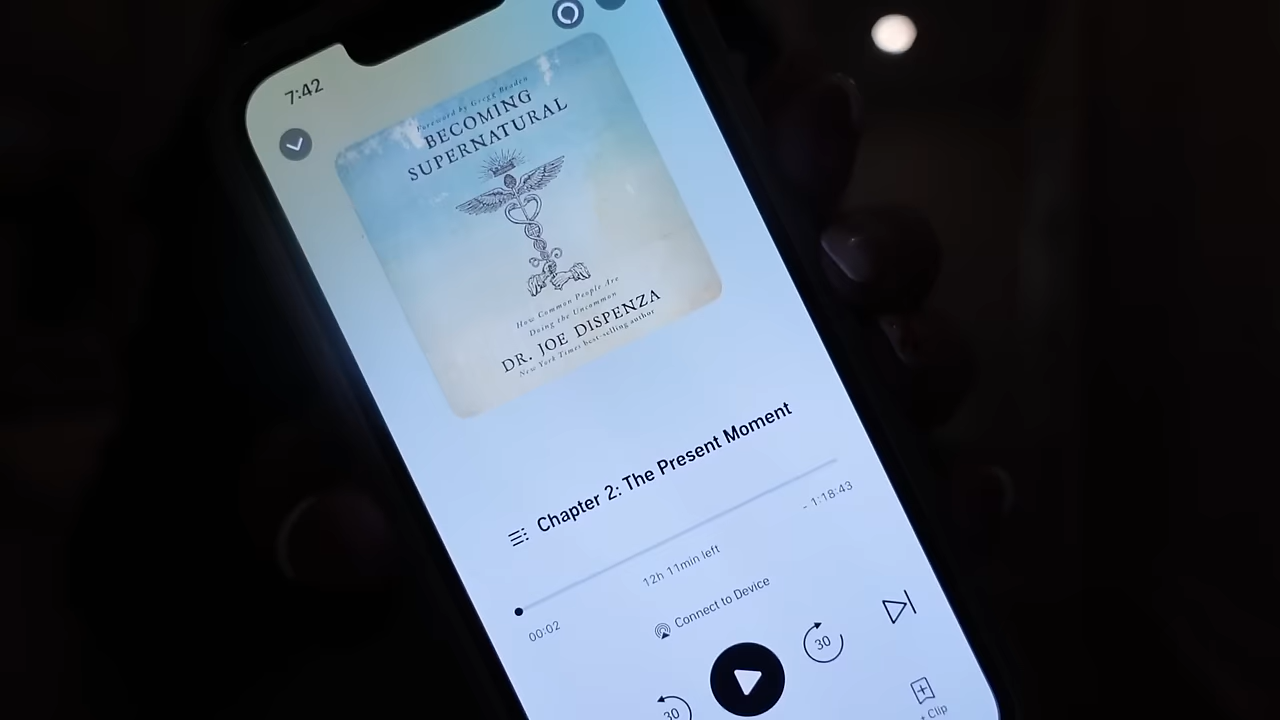 7:42
Foreword by Gregg Braden
BECOMING
SUPERNATURAL
How Common People Are
Doing the Uncommon
DR. JOE DISPENZA
New York Times best-selling author
Chapter 2: The Present Moment
00:02
12h 11min left
- 1:18:43
Connect to Device
30
30
+ Clip